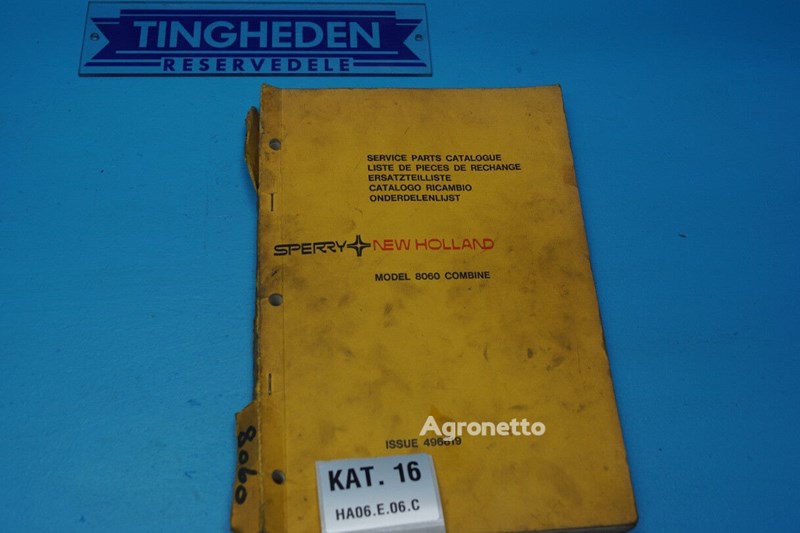 TINGHEDEN
RESERVEDELE
SERVICE PARTS CATALOGUE
LISTE DE PIECES DE RECHANGE
ERSATZTEILLISTE
CATALOGO RICAMBIO
ONDERDELENLIJST
SPERRY NEW HOLLAND
MODEL 8060 COMBINE
Agronetto
ISSUE
8060
KAT. 16
HA06.E.06.C